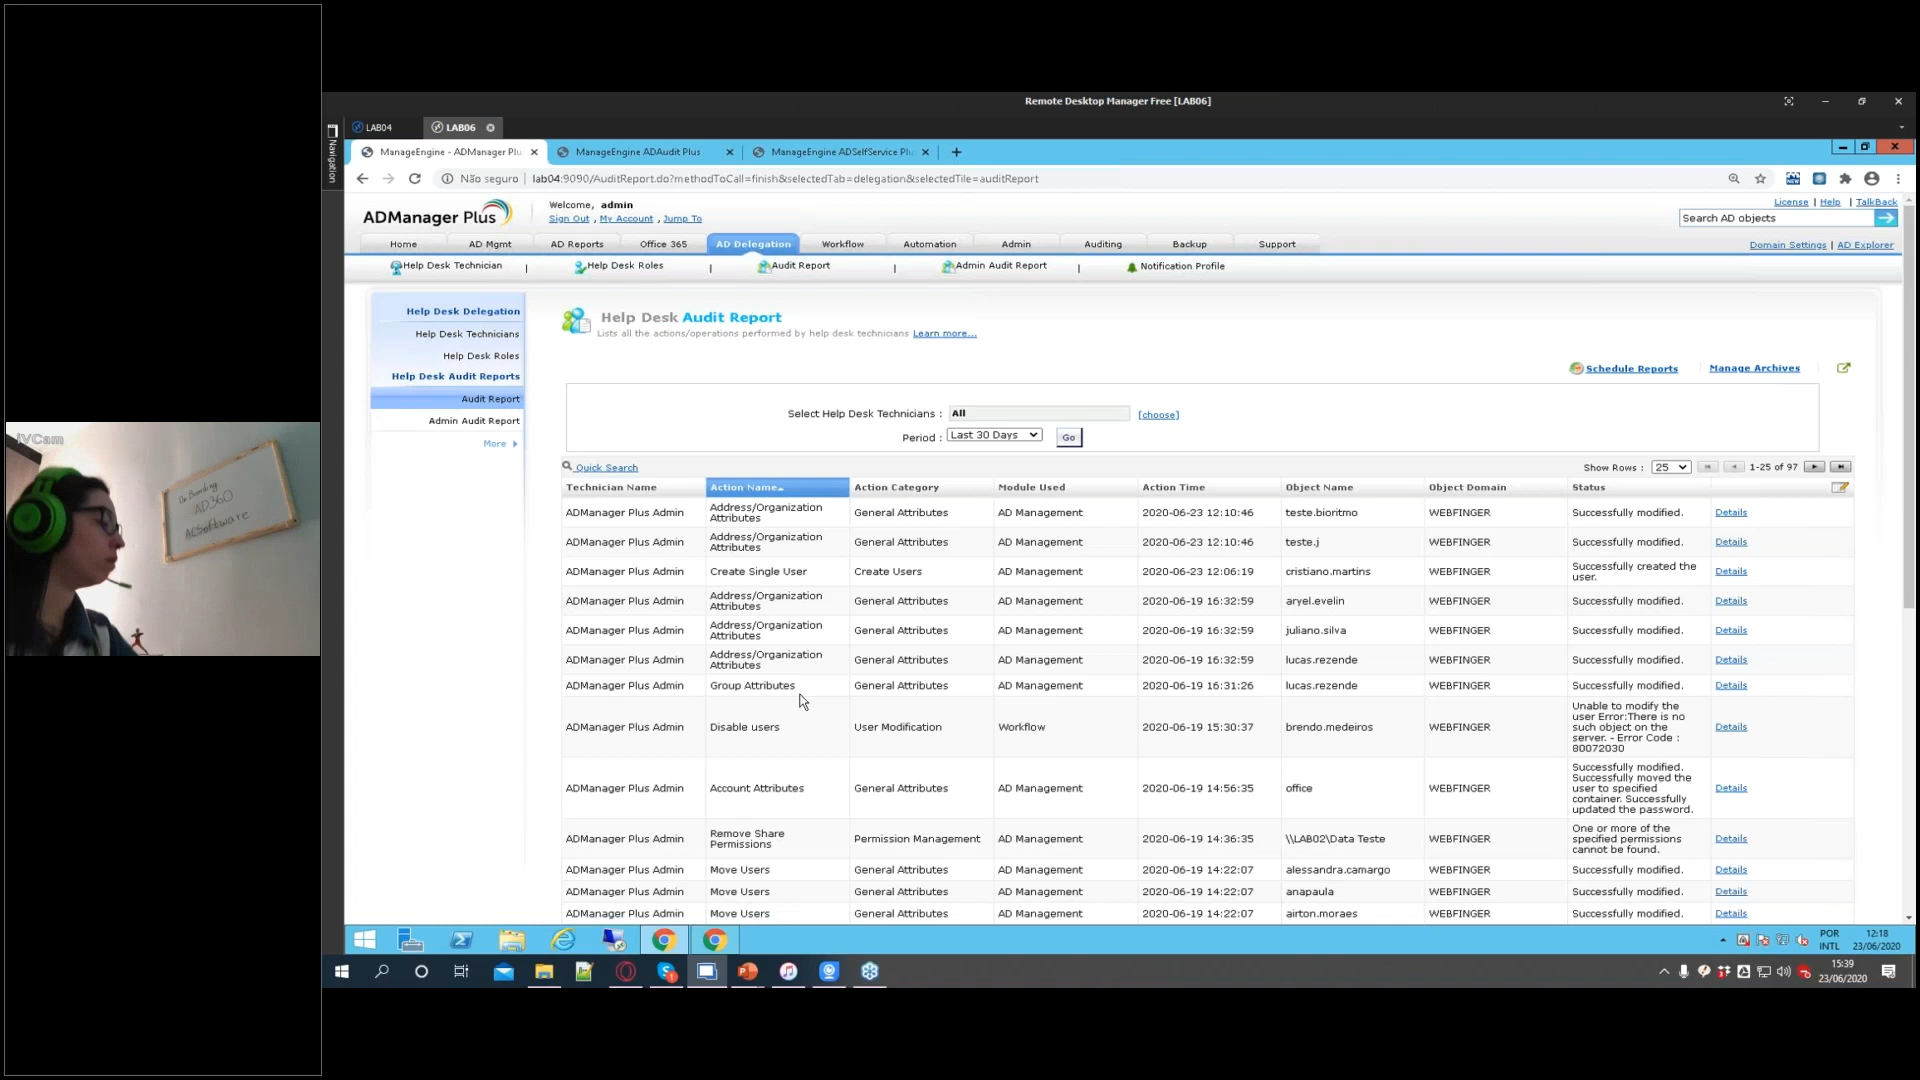 Remote Desktop Manager Free [LAB06]
LAB04
LAB06
Navigation
ManageEngine - ADManager Plu
ManageEngine ADAudit Plus
ManageEngine ADSelfService Plu
Não seguro | lab04:9090/AuditReport.do?methodToCall=finish&selectedTab=delegation&selectedTile=auditReport
ADManager Plus
Welcome, admin
Sign Out , My Account , Jump To
License | Help | TalkBack
Search AD objects
Home AD Mgmt AD Reports Office 365 AD Delegation Workflow Automation Admin Auditing Backup Support
Domain Settings | AD Explorer
Help Desk Technician | Help Desk Roles | Audit Report | Admin Audit Report | Notification Profile
Help Desk Delegation
Help Desk Technicians
Help Desk Roles
Help Desk Audit Reports
Audit Report
Admin Audit Report
More
Help Desk Audit Report
Lists all the actions/operations performed by help desk technicians Learn more...
Schedule Reports Manage Archives
Select Help Desk Technicians : All [choose]
Period : Last 30 Days Go
Quick Search
Show Rows : 25 1-25 of 97
Technician Name Action Name Action Category Module Used Action Time Object Name Object Domain Status
ADManager Plus Admin Address/Organization Attributes General Attributes AD Management 2020-06-23 12:10:46 teste.bioritmo WEBFINGER Successfully modified. Details
ADManager Plus Admin Address/Organization Attributes General Attributes AD Management 2020-06-23 12:10:46 teste.j WEBFINGER Successfully modified. Details
ADManager Plus Admin Create Single User Create Users AD Management 2020-06-23 12:06:19 cristiano.martins WEBFINGER Successfully created the user. Details
ADManager Plus Admin Address/Organization Attributes General Attributes AD Management 2020-06-19 16:32:59 aryel.evelin WEBFINGER Successfully modified. Details
ADManager Plus Admin Address/Organization Attributes General Attributes AD Management 2020-06-19 16:32:59 juliano.silva WEBFINGER Successfully modified. Details
ADManager Plus Admin Address/Organization Attributes General Attributes AD Management 2020-06-19 16:32:59 lucas.rezende WEBFINGER Successfully modified. Details
ADManager Plus Admin Group Attributes General Attributes AD Management 2020-06-19 16:31:26 lucas.rezende WEBFINGER Successfully modified. Details
ADManager Plus Admin Disable users User Modification Workflow 2020-06-19 15:30:37 brendo.medeiros WEBFINGER Unable to modify the user Error:There is no such object on the server. - Error Code : 80072030 Details
ADManager Plus Admin Account Attributes General Attributes AD Management 2020-06-19 14:56:35 office WEBFINGER Successfully modified. Successfully moved the user to specified container. Successfully updated the password. Details
ADManager Plus Admin Remove Share Permissions Permission Management AD Management 2020-06-19 14:36:35 \\LAB02\Data Teste WEBFINGER One or more of the specified permissions cannot be found. Details
ADManager Plus Admin Move Users General Attributes AD Management 2020-06-19 14:22:07 alessandra.camargo WEBFINGER Successfully modified. Details
ADManager Plus Admin Move Users General Attributes AD Management 2020-06-19 14:22:07 anapaula WEBFINGER Successfully modified. Details
ADManager Plus Admin Move Users General Attributes AD Management 2020-06-19 14:22:07 airton.moraes WEBFINGER Successfully modified. Details
POR 12:18
INTL 23/06/2020
15:39
23/06/2020
iVCam
On Boarding
AD360
ACSoftware